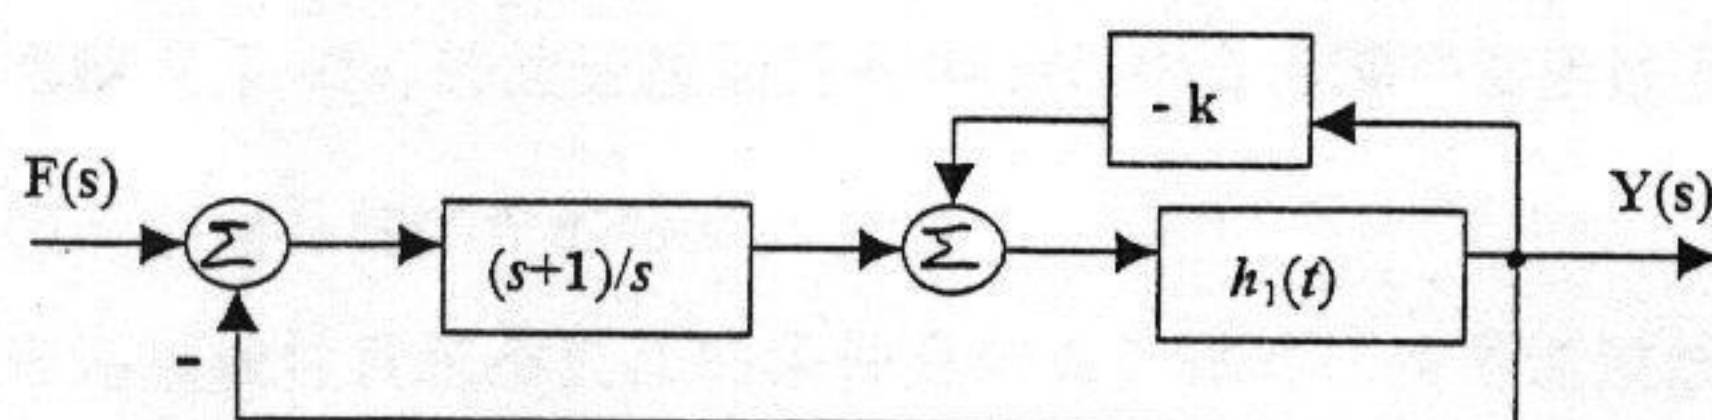 - k
F(s)
Y(s)
Σ
(s+1)/s
Σ
h₁(t)
-